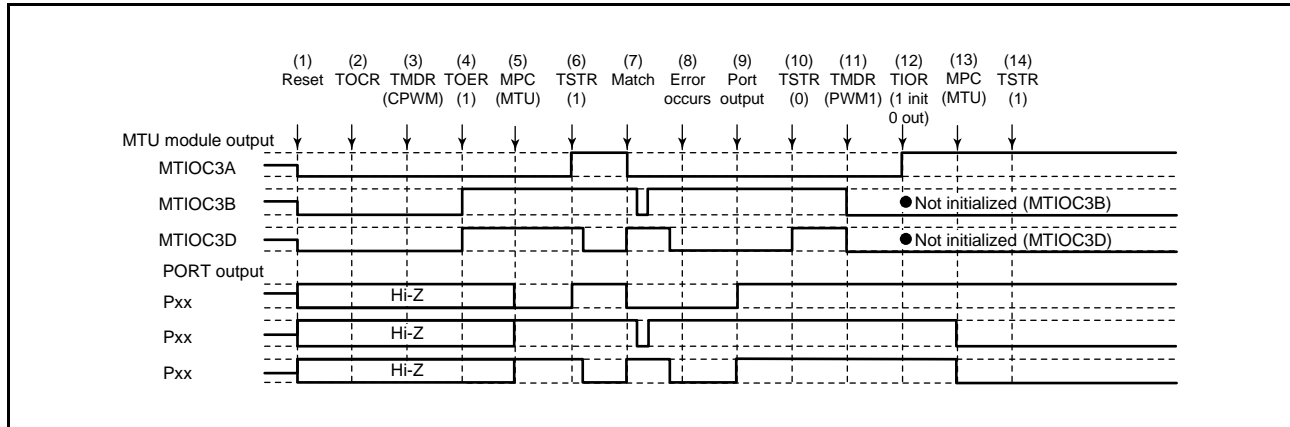 (1) (2) (3) (4) (5) (6) (7) (8) (9) (10) (11) (12) (13) (14)
Reset TOCR TMDR TOER MPC TSTR Match Error Port TSTR TMDR TIOR MPC TSTR
(CPWM) (1) (MTU) (1) occurs output (0) (PWM1) (1 init (MTU) (1)
0 out)
MTU module output
MTIOC3A
MTIOC3B ●Not initialized (MTIOC3B)
MTIOC3D ●Not initialized (MTIOC3D)
PORT output
Pxx Hi-Z
Pxx Hi-Z
Pxx Hi-Z